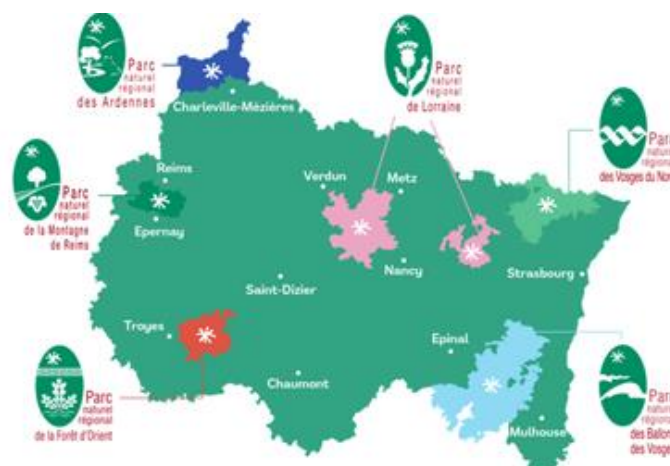 Parc
naturel
régional
des Ardennes
Charleville-Mézières
Parc
naturel
régional
de Lorraine
Parc
naturel
régional
des Vosges du Nord
Parc
naturel
régional
de la Montagne
de Reims
Reims
Epernay
Verdun
Metz
Nancy
Strasbourg
Saint-Dizier
Troyes
Chaumont
Epinal
Mulhouse
Parc
naturel
régional
de la Forêt d'Orient
Parc
naturel
régional
des Ballon
des Vosges